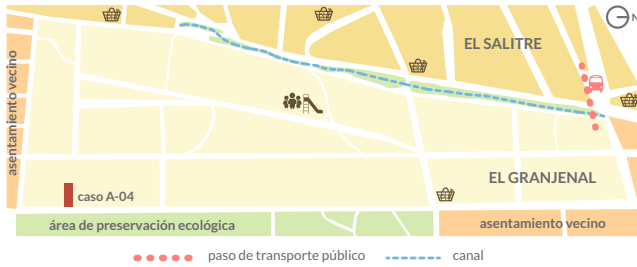 N
EL SALITRE
asentamiento vecino
EL GRANJENAL
caso A-04
área de preservación ecológica
asentamiento vecino
paso de transporte público
canal